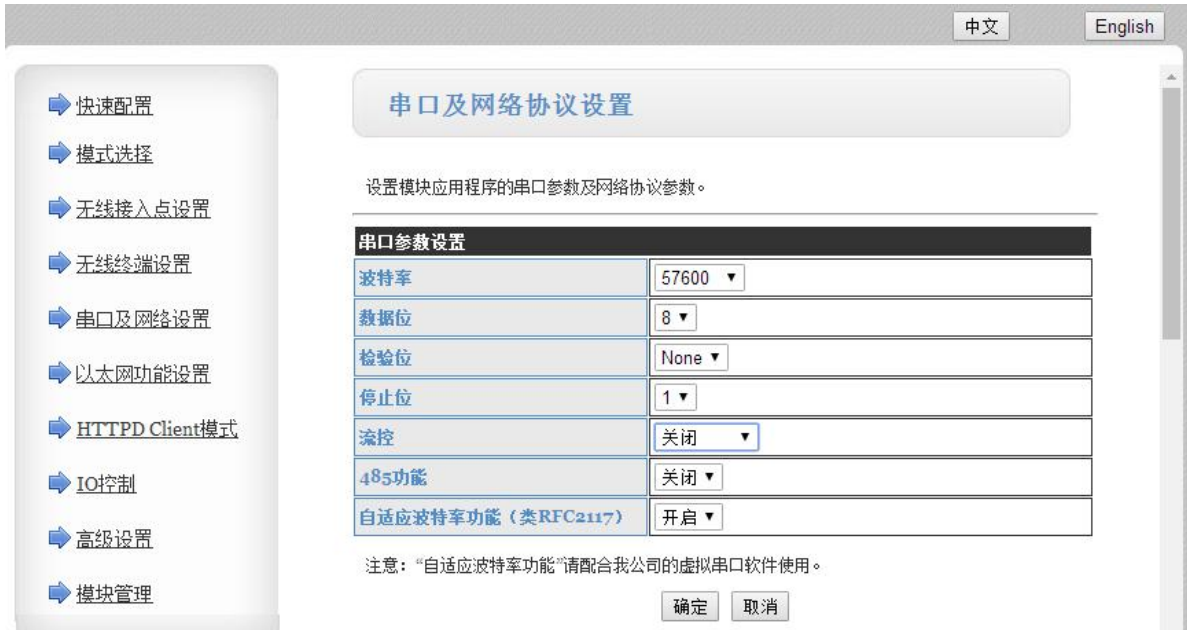 中文
English
快速配置
模式选择
无线接入点设置
无线终端设置
串口及网络设置
以太网功能设置
HTTPD Client模式
IO控制
高级设置
模块管理
串口及网络协议设置
设置模块应用程序的串口参数及网络协议参数。
串口参数设置
波特率 57600
数据位 8
检验位 None
停止位 1
流控 关闭
485功能 关闭
自适应波特率功能（类RFC2117） 开启
注意：“自适应波特率功能”请配合我公司的虚拟串口软件使用。
确定 取消